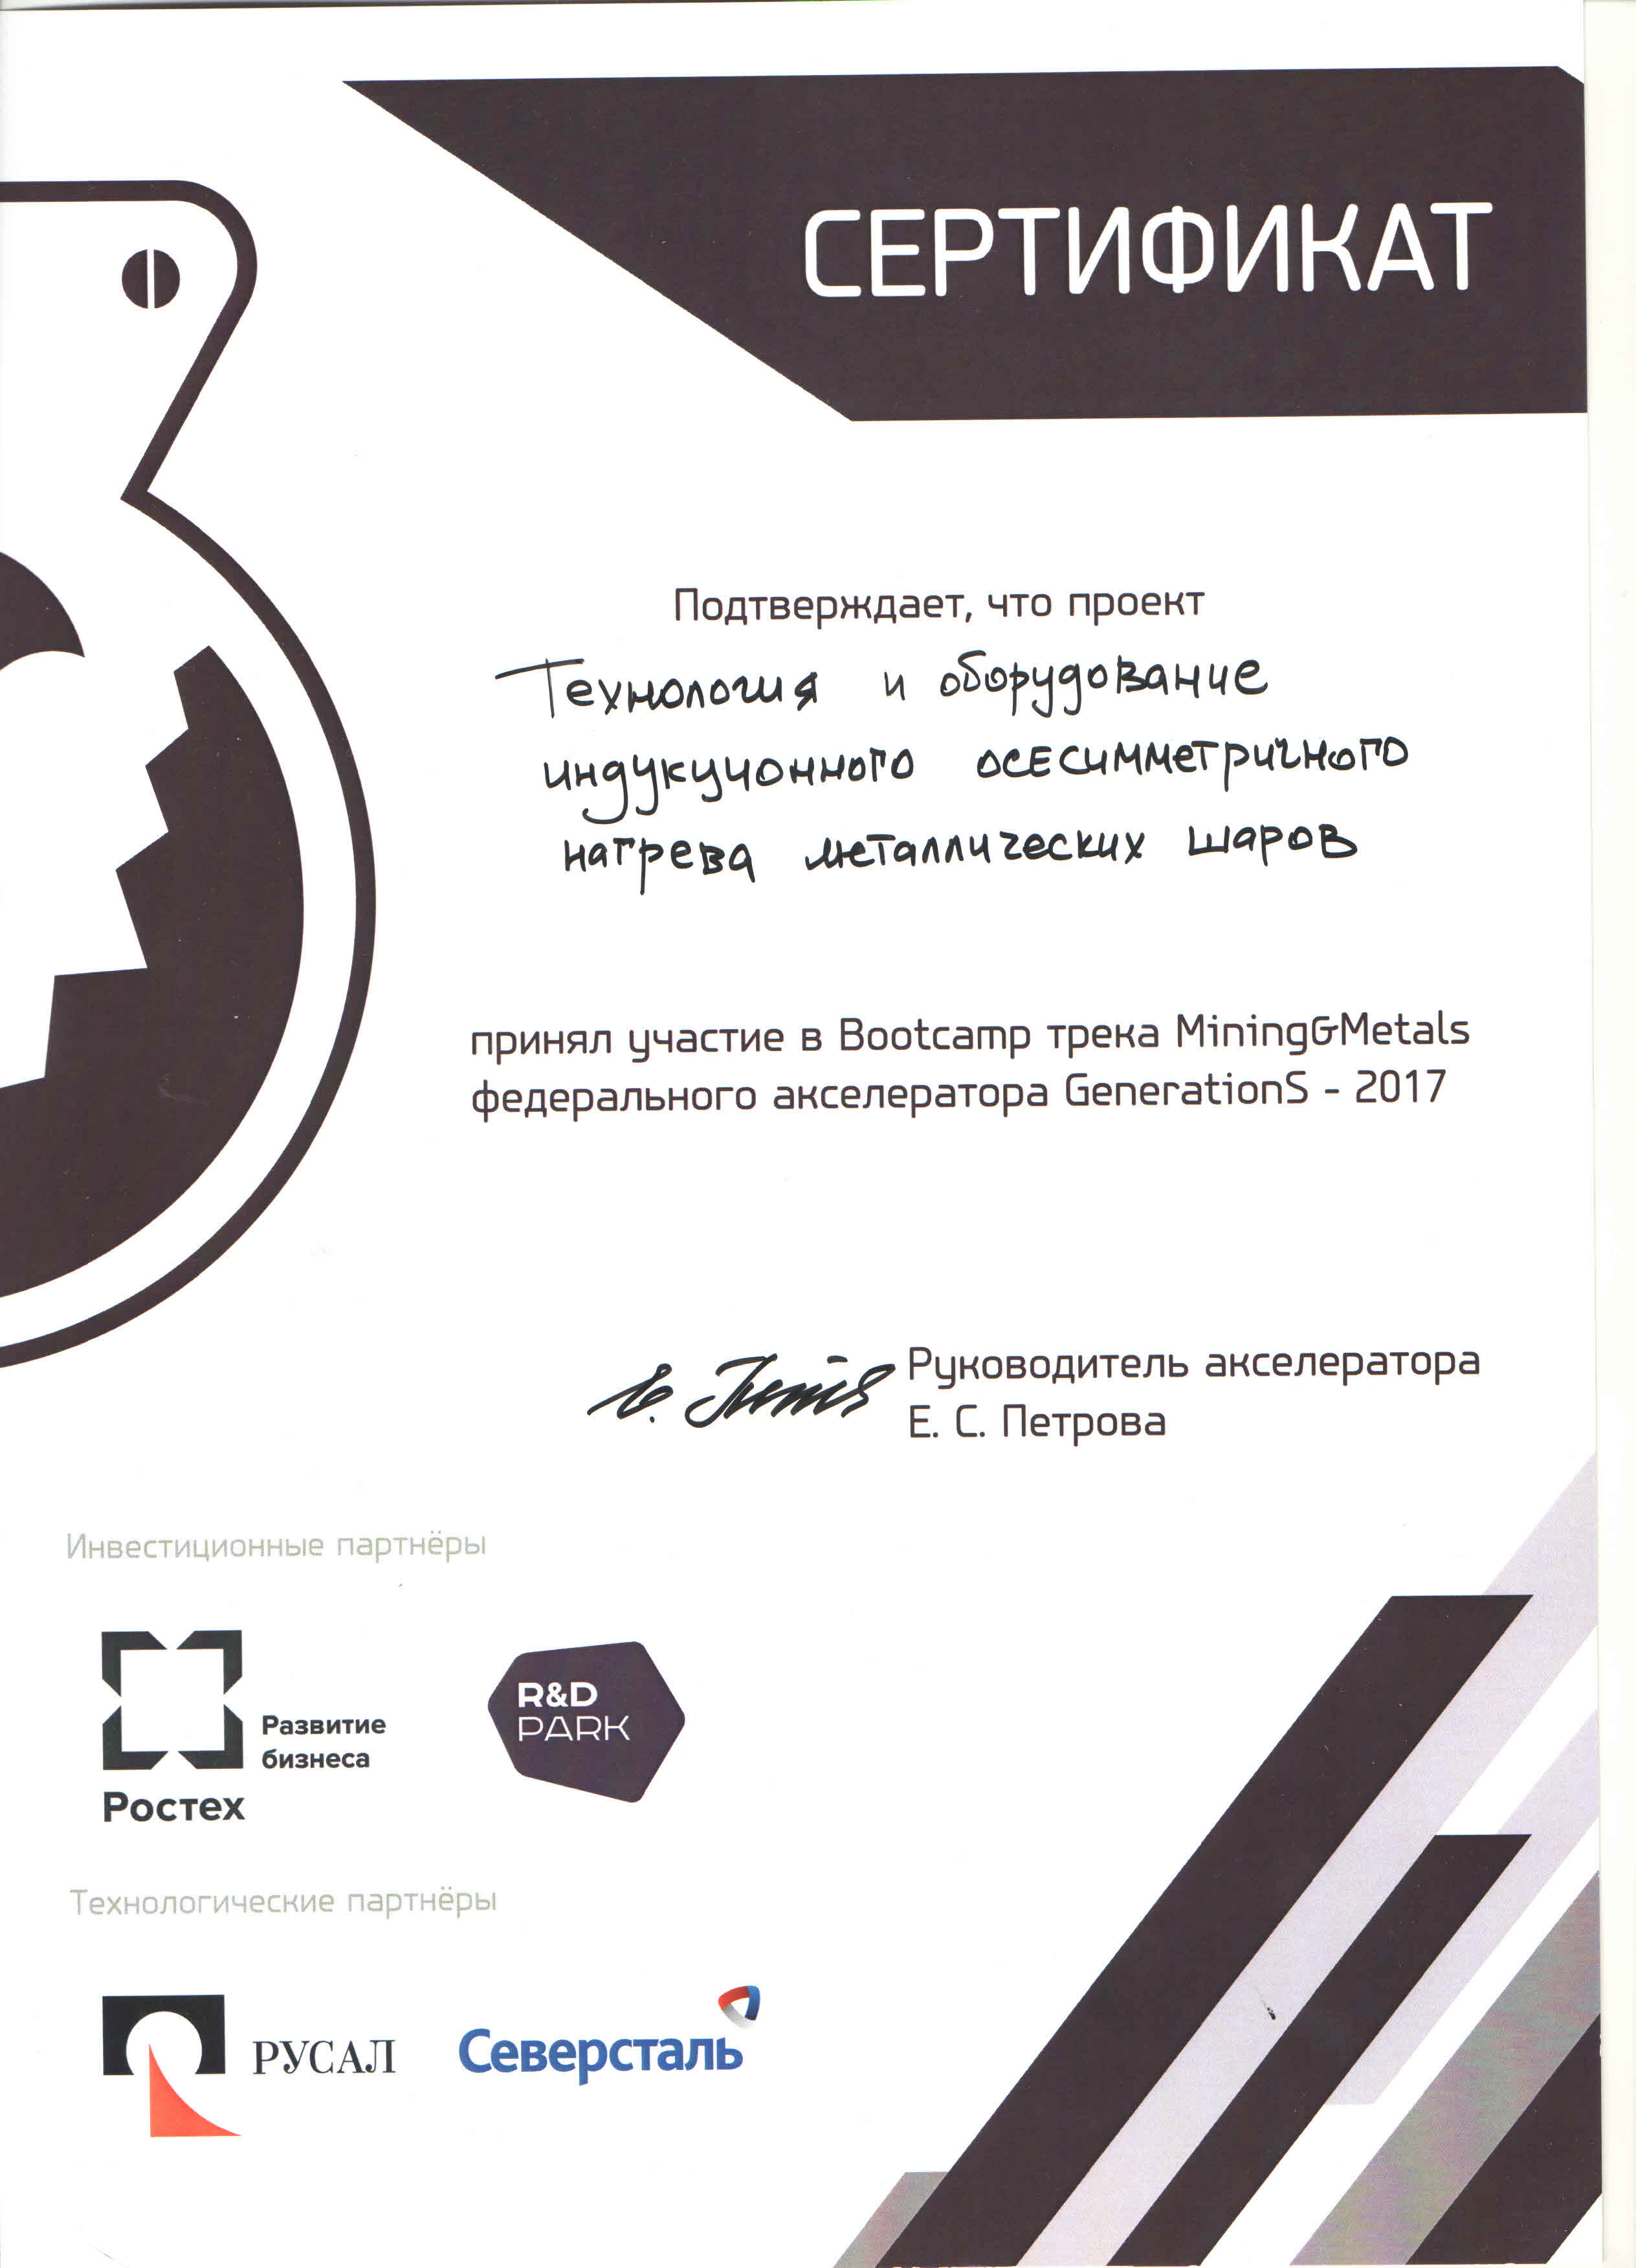 СЕРТИФИКАТ
Подтверждает, что проект
Технология и оборудование
индукционного осесимметричного
нагрева металлических шаров
принял участие в Bootcamp трека Mining&Metals
федерального акселератора GenerationS - 2017
Руководитель акселератора
Е. С. Петрова
Инвестиционные партнёры
Развитие
бизнеса
Ростех
R&D
PARK
Технологические партнёры
РУСАЛ
Северсталь